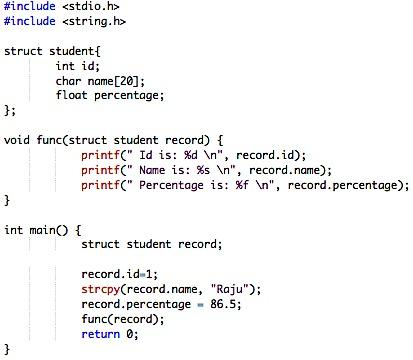 #include <stdio.h>
#include <string.h>

struct student{
        int id;
        char name[20];
        float percentage;
};

void func(struct student record) {
            printf(" Id is: %d \n", record.id);
            printf(" Name is: %s \n", record.name);
            printf(" Percentage is: %f \n", record.percentage);
}

int main() {
            struct student record;

            record.id=1;
            strcpy(record.name, "Raju");
            record.percentage = 86.5;
            func(record);
            return 0;
}